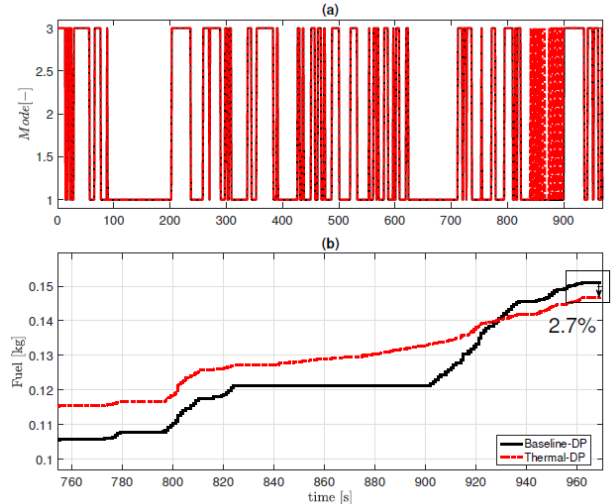 (a)
3
2.5
2
1.5
1
Mode[−]
0 100 200 300 400 500 600 700 800 900
(b)
0.15
0.14
0.13
0.12
0.11
0.1
Fuel [kg]
2.7%
Baseline-DP
Thermal-DP
760 780 800 820 840 860 880 900 920 940 960
time [s]